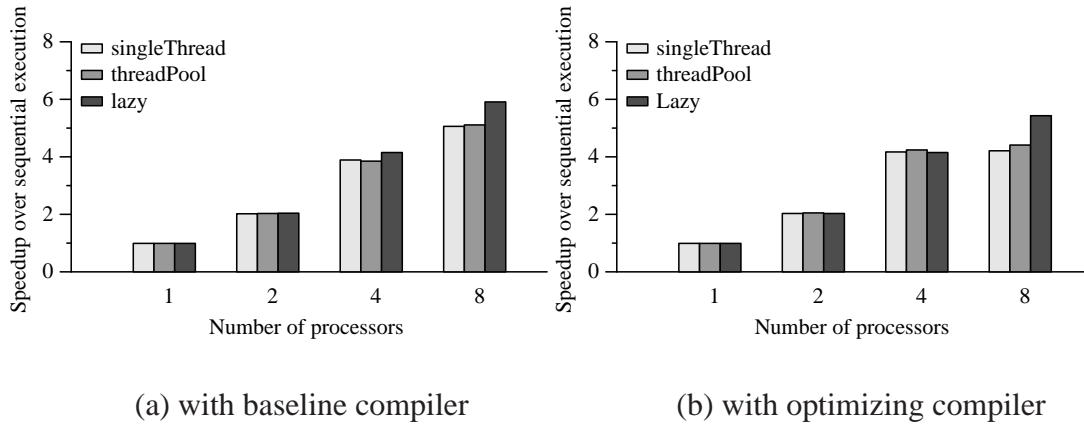 Speedup over sequential execution
8
6
4
2
0
singleThread
threadPool
lazy
1 2 4 8
Number of processors
(a) with baseline compiler
Speedup over sequential execution
8
6
4
2
0
singleThread
threadPool
Lazy
1 2 4 8
Number of processors
(b) with optimizing compiler